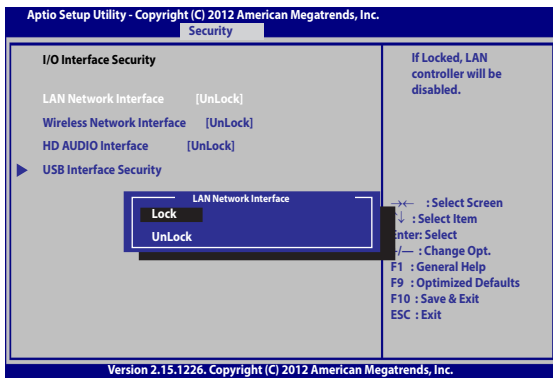 Aptio Setup Utility - Copyright (C) 2012 American Megatrends, Inc.
Security
I/O Interface Security
LAN Network Interface [UnLock]
Wireless Network Interface [UnLock]
HD AUDIO Interface [UnLock]
USB Interface Security
If Locked, LAN
controller will be
disabled.
LAN Network Interface
Lock
UnLock
→← : Select Screen
↓ : Select Item
Enter: Select
/— : Change Opt.
F1 : General Help
F9 : Optimized Defaults
F10 : Save & Exit
ESC : Exit
Version 2.15.1226. Copyright (C) 2012 American Megatrends, Inc.